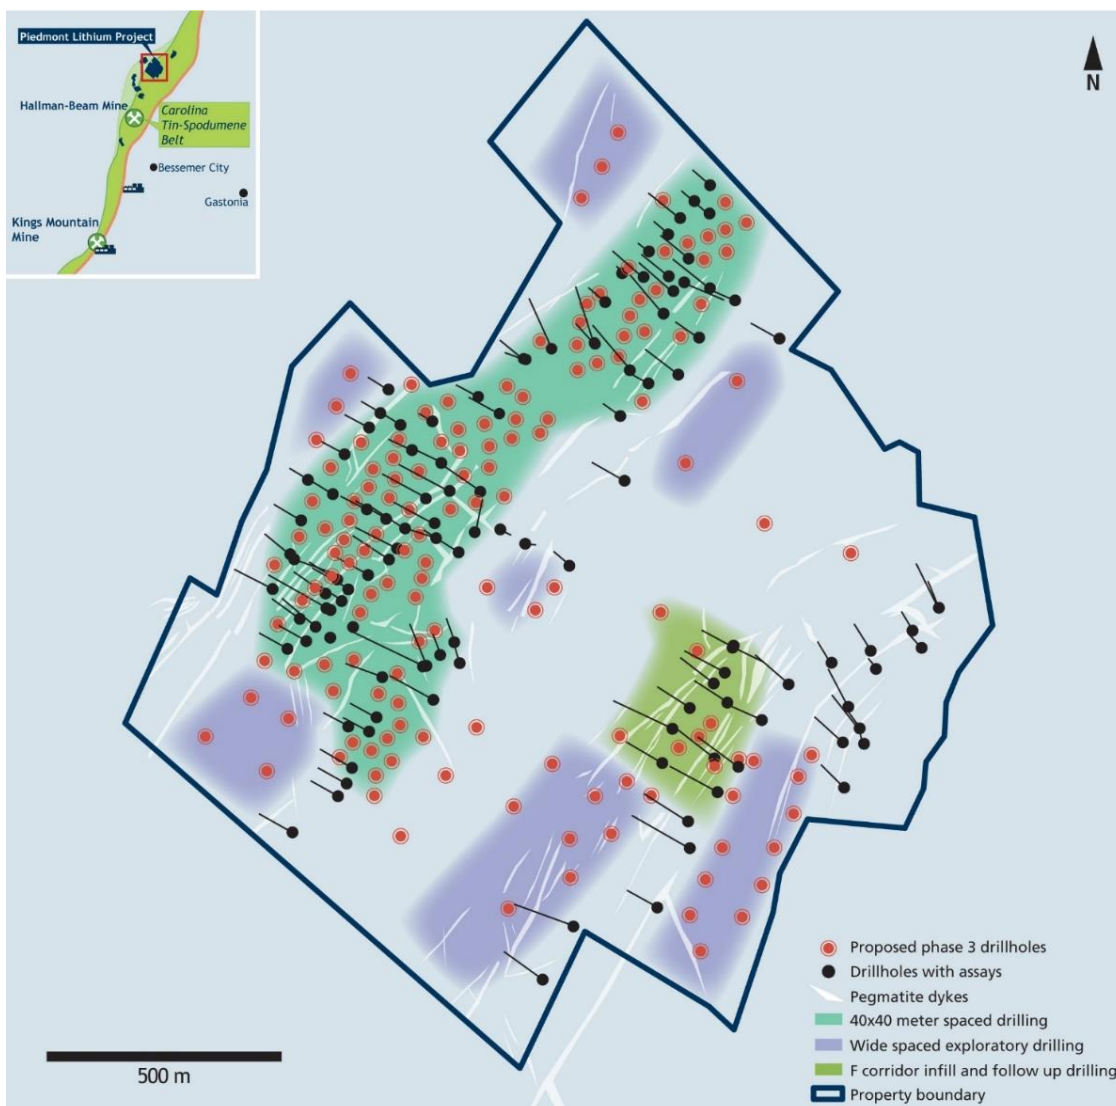 Piedmont Lithium Project
Hallman-Beam Mine
Carolina
Tin-Spodumene
Belt
Bessemer City
Gastonia
Kings Mountain
Mine
N
Proposed phase 3 drillholes
Drillholes with assays
Pegmatite dykes
40x40 meter spaced drilling
Wide spaced exploratory drilling
F corridor infill and follow up drilling
Property boundary
500 m